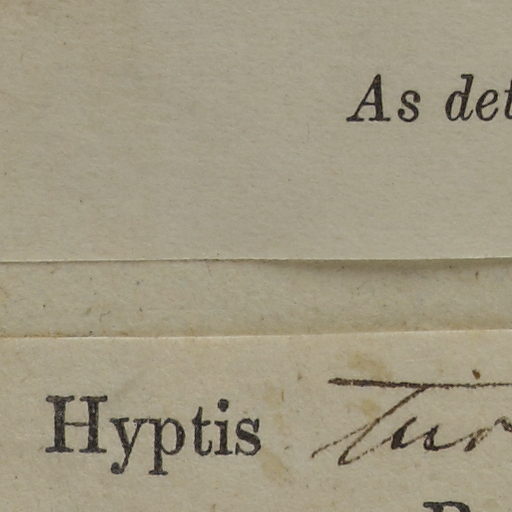 As det
Hyptis